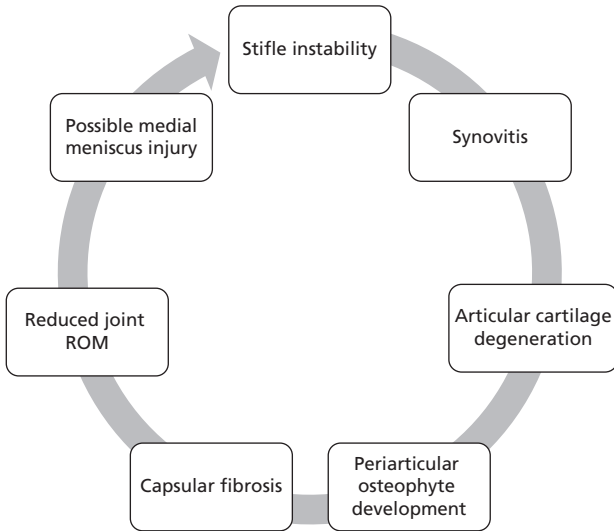 Stifle instability
Synovitis
Articular cartilage
degeneration
Periarticular
osteophyte
development
Capsular fibrosis
Reduced joint
ROM
Possible medial
meniscus injury